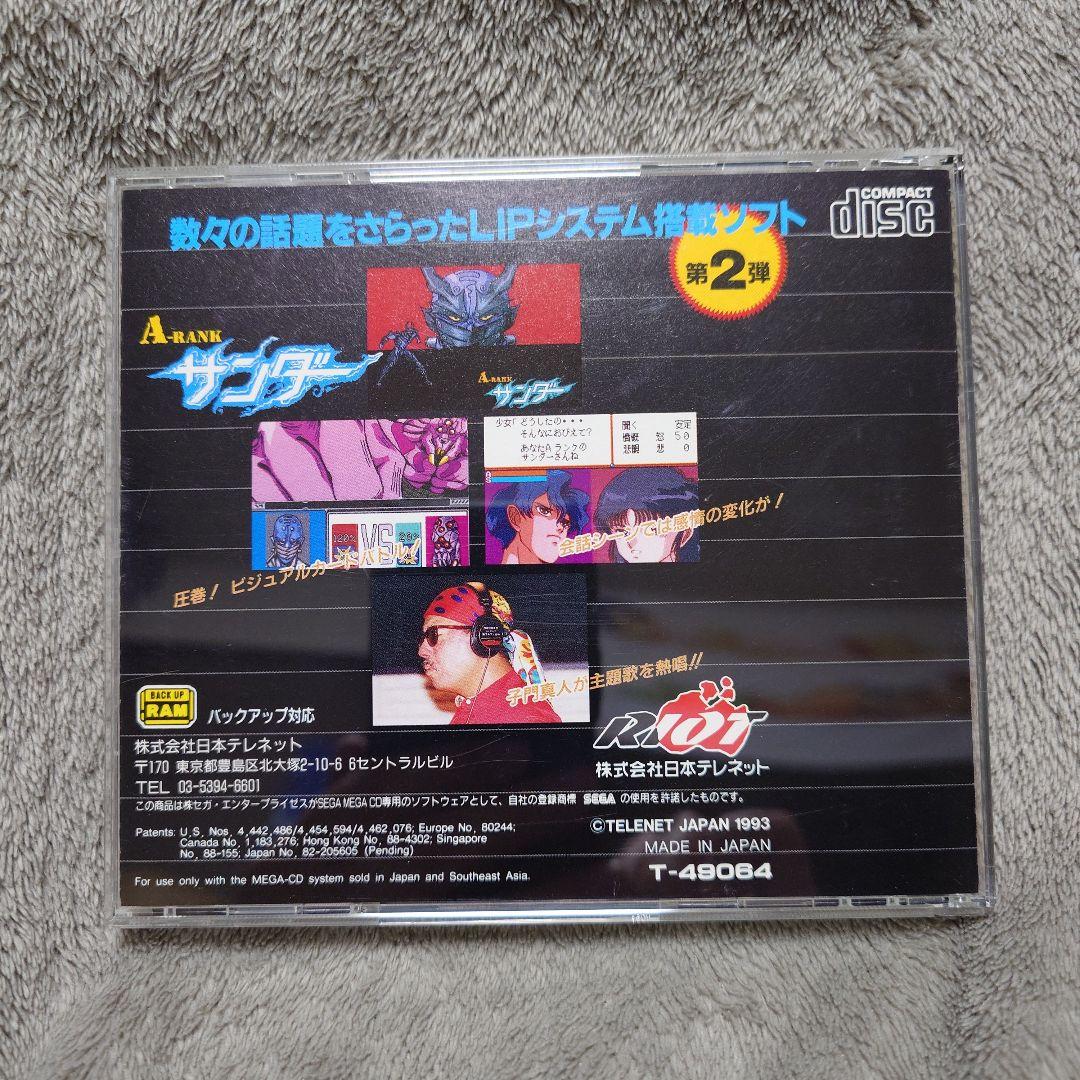 数々の話題をさらったLIPシステム搭載ソフト
COMPACT
disc
第2弾
A-RANK
サンダー
A-RANK
サンダー
少女「どうしたの・・・
そんなにおびえて?
あなたAランクの
サンダーさんね
聞く 安定
憤慨 怒 50
悲観 悲 0
120%
VS
会話シーンでは感情の変化が!
圧巻! ビジュアルカードバトル!
子門真人が主題歌を熱唱!!
BACK UP
RAM
バックアップ対応
RIOT
株式会社日本テレネット
株式会社日本テレネット
〒170 東京都豊島区北大塚2-10-6 6セントラルビル
TEL 03-5394-6601
この商品は株セガ・エンタープライゼスがSEGA MEGA CD専用のソフトウェアとして、自社の登録商標 SEGA の使用を許諾したものです。
Patents: U.S. Nos. 4,442,486/4,454,594/4,462,076; Europe No. 80244;
Canada No. 1,183,276; Hong Kong No. 88-4302; Singapore
No. 88-155; Japan No. 82-205605 (Pending)
©TELENET JAPAN 1993
MADE IN JAPAN
T-49064
For use only with the MEGA-CD system sold in Japan and Southeast Asia.